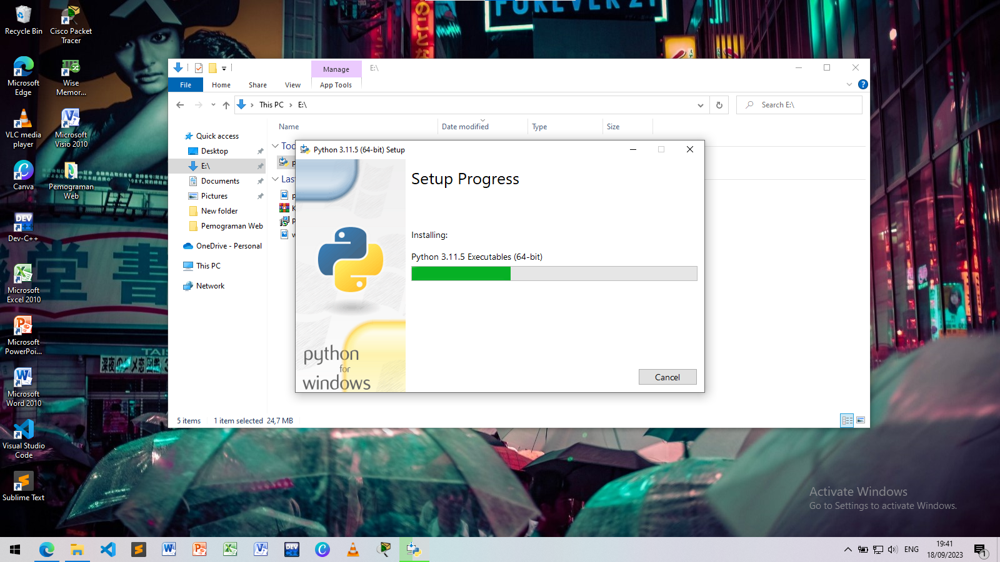 Recycle Bin
Cisco Packet
Tracer
Microsoft
Edge
Wise
Memor...
VLC media
player
Microsoft
Visio 2010
Canva
Pemograman
Web
DEV
Dev-C++
Microsoft
Excel 2010
Microsoft
PowerPoi...
Microsoft
Word 2010
Visual Studio
Code
Sublime Text
FOREVER 21
Manage
E:\
File
Home
Share
View
App Tools
This PC
E:\
Search E:\
Name
Date modified
Type
Size
Quick access
Desktop
E:\
Documents
Pictures
New folder
Pemograman Web
OneDrive - Personal
This PC
Network
Python 3.11.5 (64-bit) Setup
Setup Progress
Installing:
Python 3.11.5 Executables (64-bit)
python
for
windows
Cancel
5 items
1 item selected 24,7 MB
堂書
Activate Windows
Go to Settings to activate Windows.
ENG
19:41
18/09/2023
1